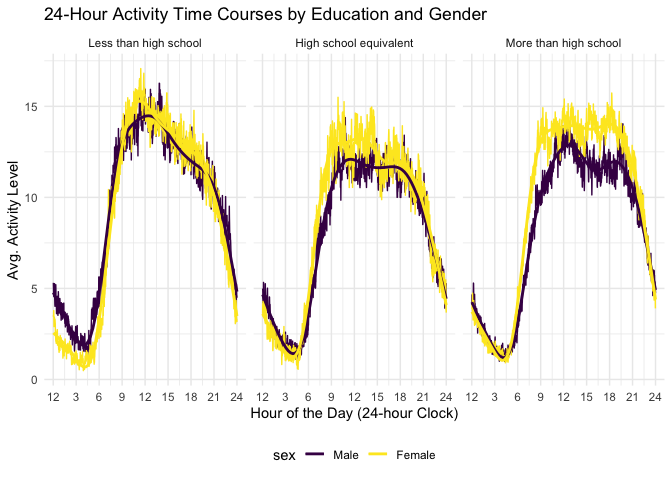 24-Hour Activity Time Courses by Education and Gender
Less than high school High school equivalent More than high school
15
10
5
0
12 3 6 9 12 15 18 21 24 12 3 6 9 12 15 18 21 24 12 3 6 9 12 15 18 21 24
Avg. Activity Level
Hour of the Day (24-hour Clock)
sex Male Female